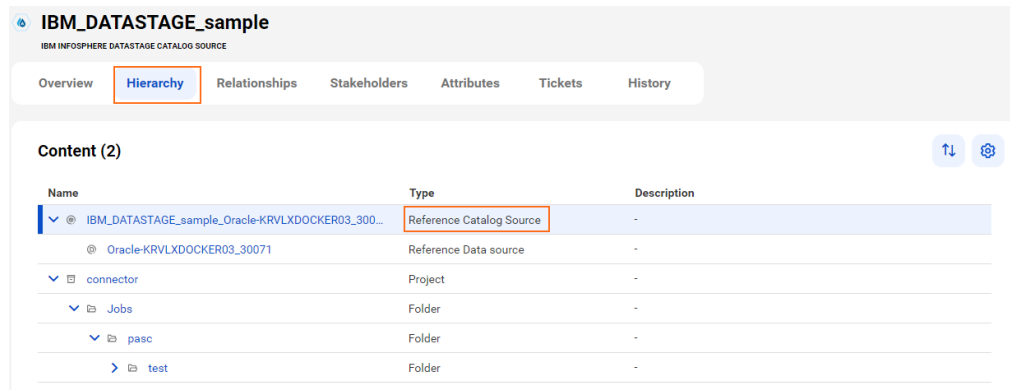 IBM_DATASTAGE_sample
IBM INFOSPHERE DATASTAGE CATALOG SOURCE
Overview Hierarchy Relationships Stakeholders Attributes Tickets History
Content (2)
Name Type Description
IBM_DATASTAGE_sample_Oracle-KRVLXDOCKER03_300... Reference Catalog Source -
Oracle-KRVLXDOCKER03_30071 Reference Data source -
connector Project -
Jobs Folder -
pasc Folder -
test Folder -